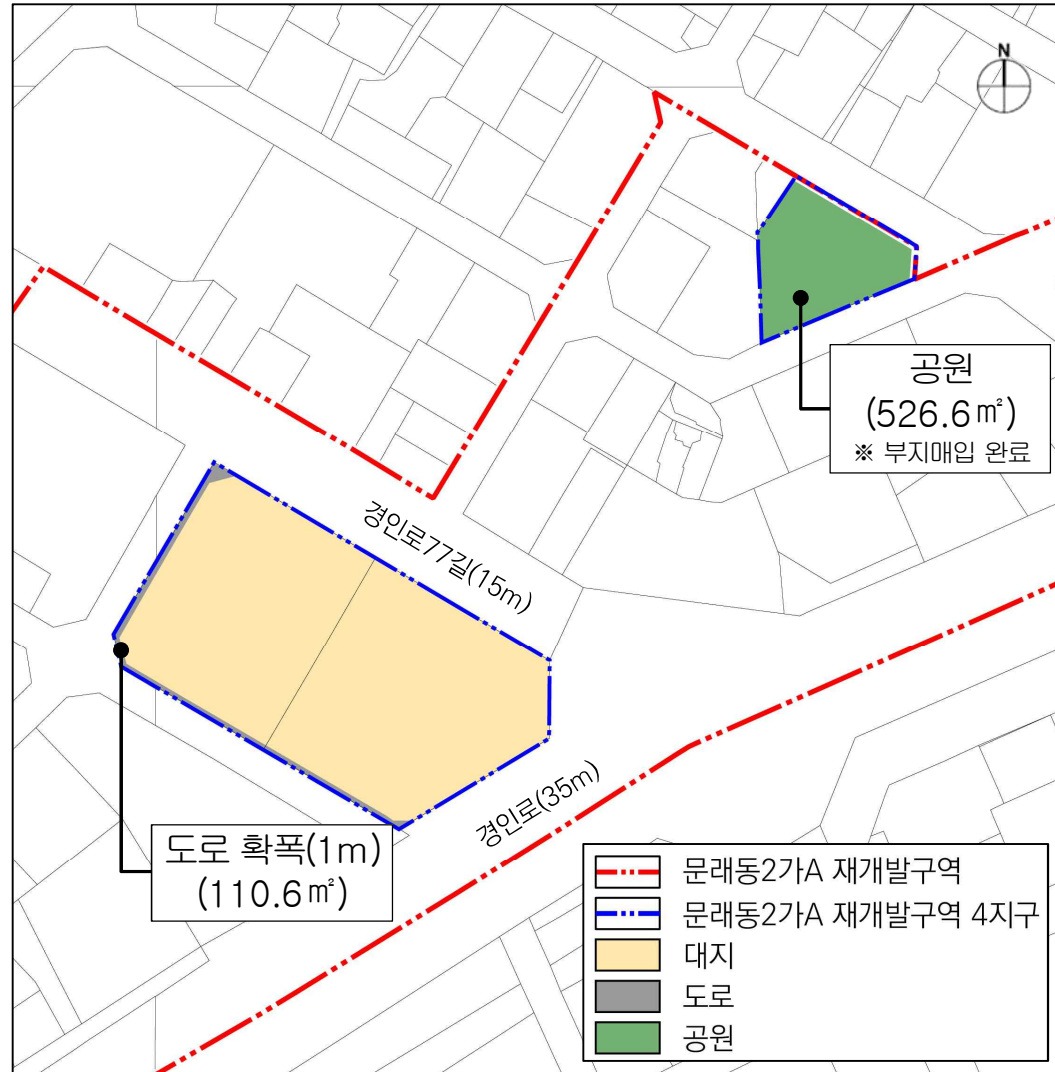 N
공원
(526.6㎡)
※ 부지매입 완료
경인로77길(15m)
경인로(35m)
도로 확폭(1m)
(110.6㎡)
문래동2가A 재개발구역
문래동2가A 재개발구역 4지구
대지
도로
공원